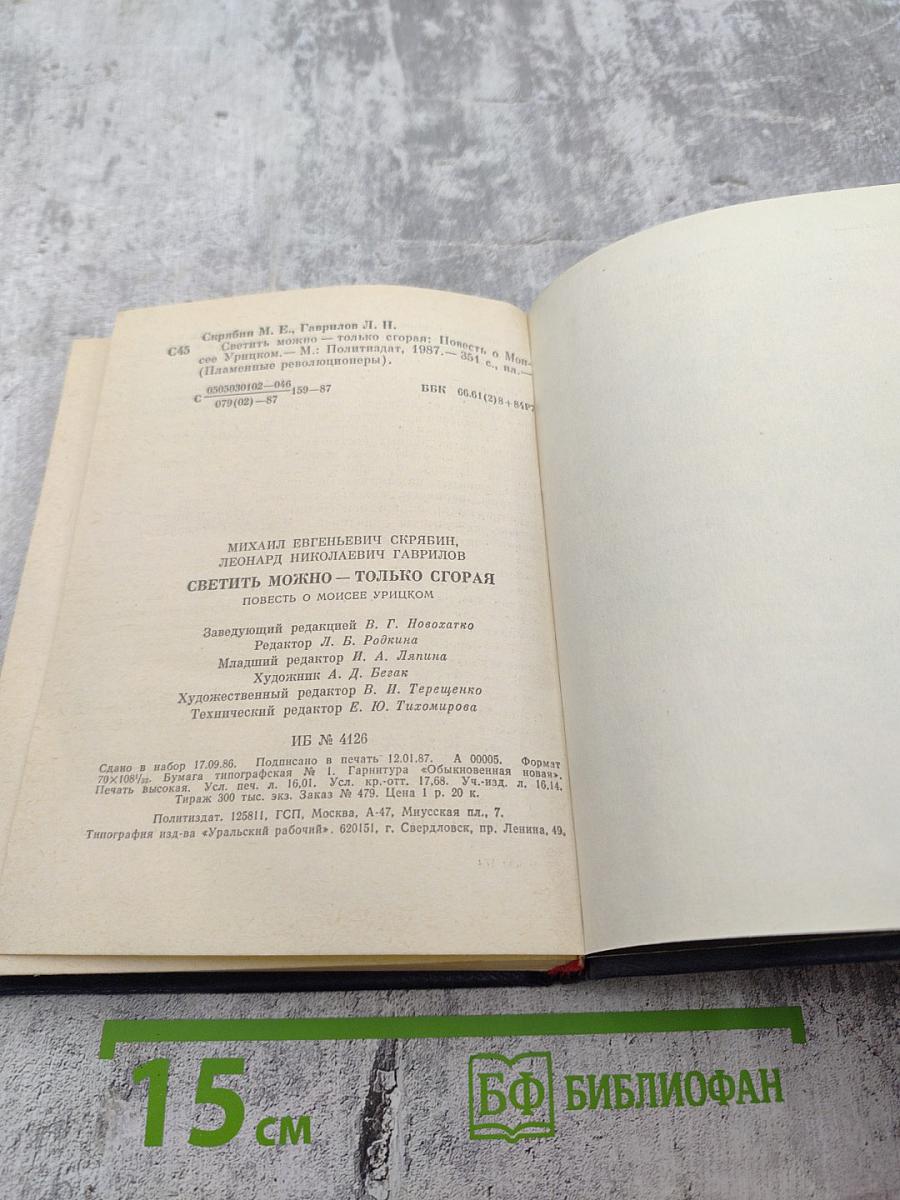 Скрябин М. Е., Гаврилов Л. Н.
С45 Светить можно — только сгорая: Повесть о Мои-
сее Урицком.— М.: Политиздат, 1987.— 351 с., ил.—
(Пламенные революционеры).
С 0505030102—046 159—87
079(02)—87
ББК 66.61(2)8+84Р7
МИХАИЛ ЕВГЕНЬЕВИЧ СКРЯБИН,
ЛЕОНАРД НИКОЛАЕВИЧ ГАВРИЛОВ
СВЕТИТЬ МОЖНО — ТОЛЬКО СГОРАЯ
ПОВЕСТЬ О МОИСЕЕ УРИЦКОМ
Заведующий редакцией В. Г. Новохатко
Редактор Л. Б. Родкина
Младший редактор И. А. Ляпина
Художник А. Д. Бегак
Художественный редактор В. И. Терещенко
Технический редактор Е. Ю. Тихомирова
ИБ № 4126
Сдано в набор 17.09.86. Подписано в печать 12.01.87. А 00005. Формат
70×108¹/₃₂. Бумага типографская № 1. Гарнитура «Обыкновенная новая».
Печать высокая. Усл. печ. л. 16,01. Усл. кр.-отт. 17,68. Уч.-изд. л. 16,14.
Тираж 300 тыс. экз. Заказ № 479. Цена 1 р. 20 к.
Политиздат. 125811, ГСП, Москва, А-47, Миусская пл., 7.
Типография изд-ва «Уральский рабочий». 620151, г. Свердловск, пр. Ленина, 49.
15 см
БФ БИБЛИОФАН